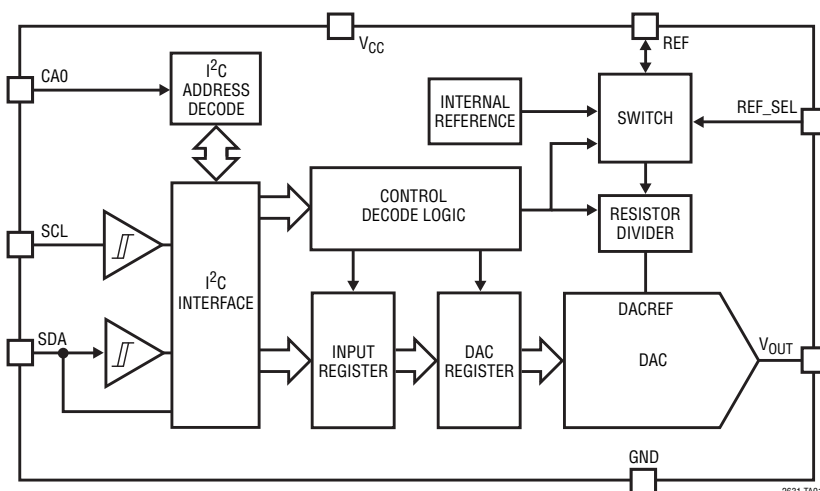 V_CC
REF
CA0
I²C
ADDRESS
DECODE
INTERNAL
REFERENCE
SWITCH
REF_SEL
SCL
I²C
INTERFACE
CONTROL
DECODE LOGIC
RESISTOR
DIVIDER
SDA
INPUT
REGISTER
DAC
REGISTER
DACREF
DAC
V_OUT
GND